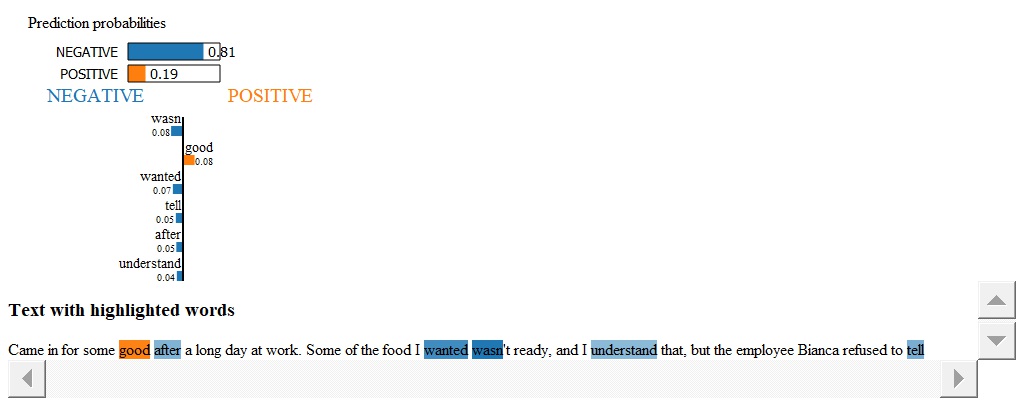 Prediction probabilities
NEGATIVE 0.81
POSITIVE 0.19
NEGATIVE POSITIVE
wasn
0.08
good
0.08
wanted
0.07
tell
0.05
after
0.05
understand
0.04
Text with highlighted words
Came in for some good after a long day at work. Some of the food I wanted wasn't ready, and I understand that, but the employee Bianca refused to tell